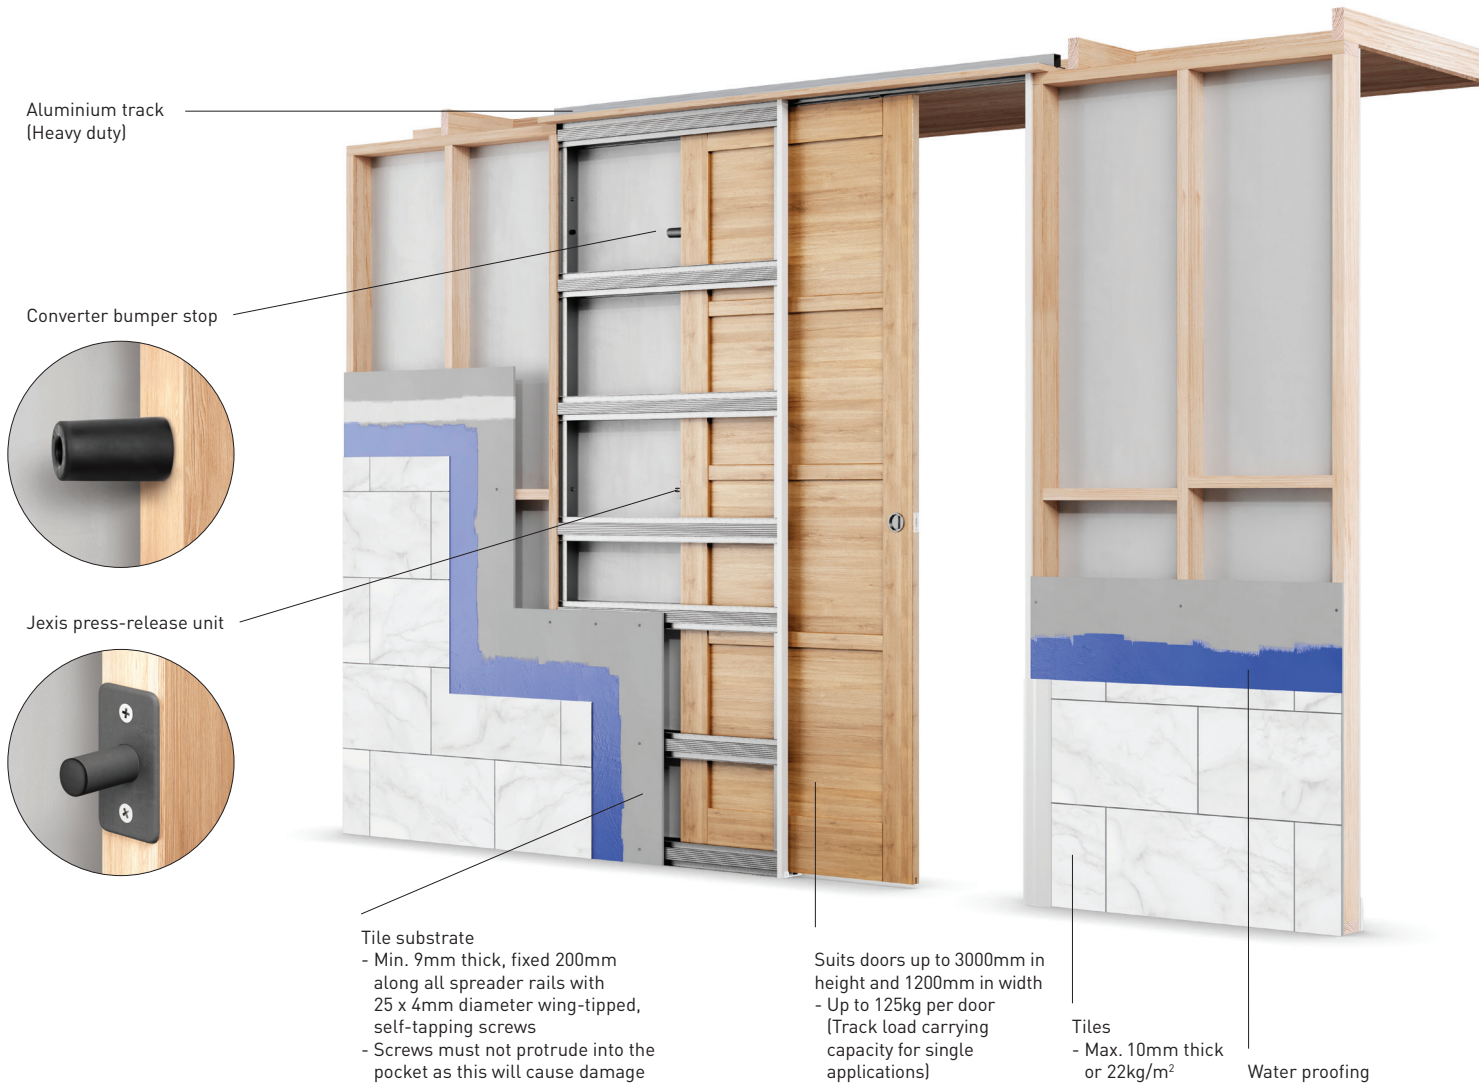 Aluminium track
(Heavy duty)
Converter bumper stop
Jexis press-release unit
Tile substrate
- Min. 9mm thick, fixed 200mm
along all spreader rails with
25 x 4mm diameter wing-tipped,
self-tapping screws
- Screws must not protrude into the
pocket as this will cause damage
Suits doors up to 3000mm in
height and 1200mm in width
- Up to 125kg per door
(Track load carrying
capacity for single
applications)
Tiles
- Max. 10mm thick
or 22kg/m²
Water proofing